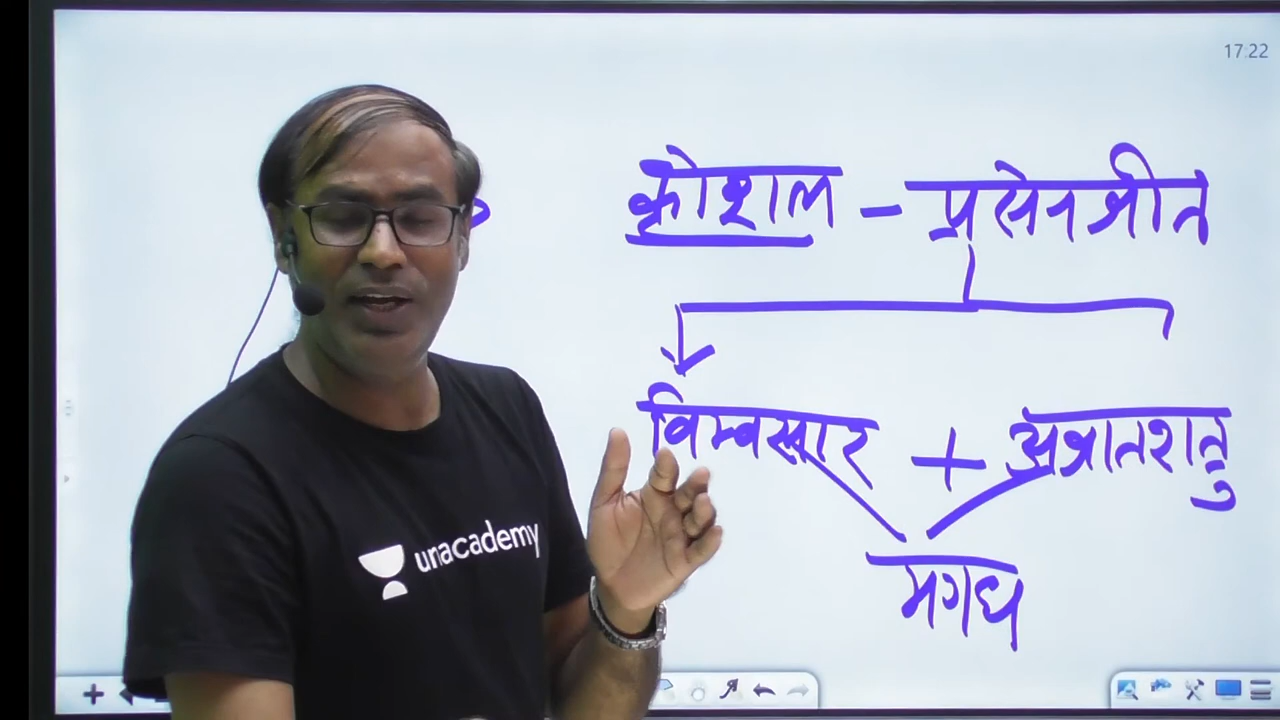 17:22
कोशल - प्रसेनजीत
विम्बसार + अजातशत्रु
मगध
unacademy